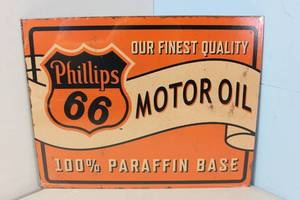 OUR FINEST QUALITY
Phillips
66
MOTOR OIL
100% PARAFFIN BASE